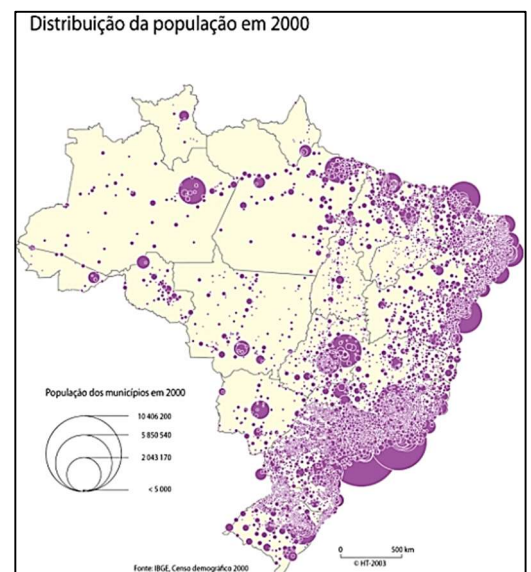 Distribuição da população em 2000
População dos municípios em 2000
10 406 200
5 850 540
2 043 170
< 5 000
0 500 km
© HT-2003
Fonte: IBGE, Censo demográfico 2000